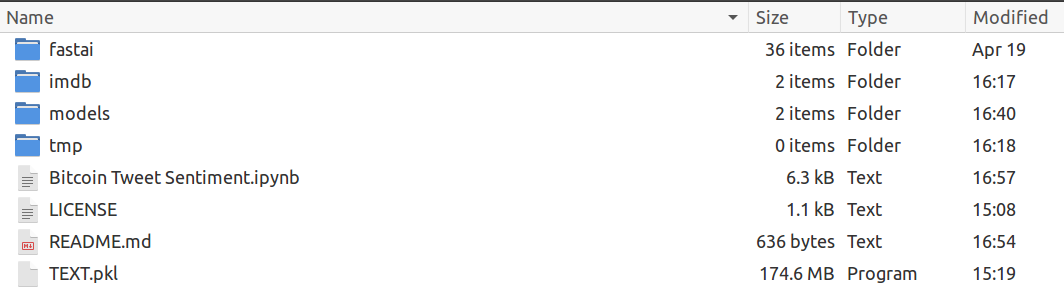 Name Size Type Modified
fastai 36 items Folder Apr 19
imdb 2 items Folder 16:17
models 2 items Folder 16:40
tmp 0 items Folder 16:18
Bitcoin Tweet Sentiment.ipynb 6.3 kB Text 16:57
LICENSE 1.1 kB Text 15:08
README.md 636 bytes Text 16:54
TEXT.pkl 174.6 MB Program 15:19